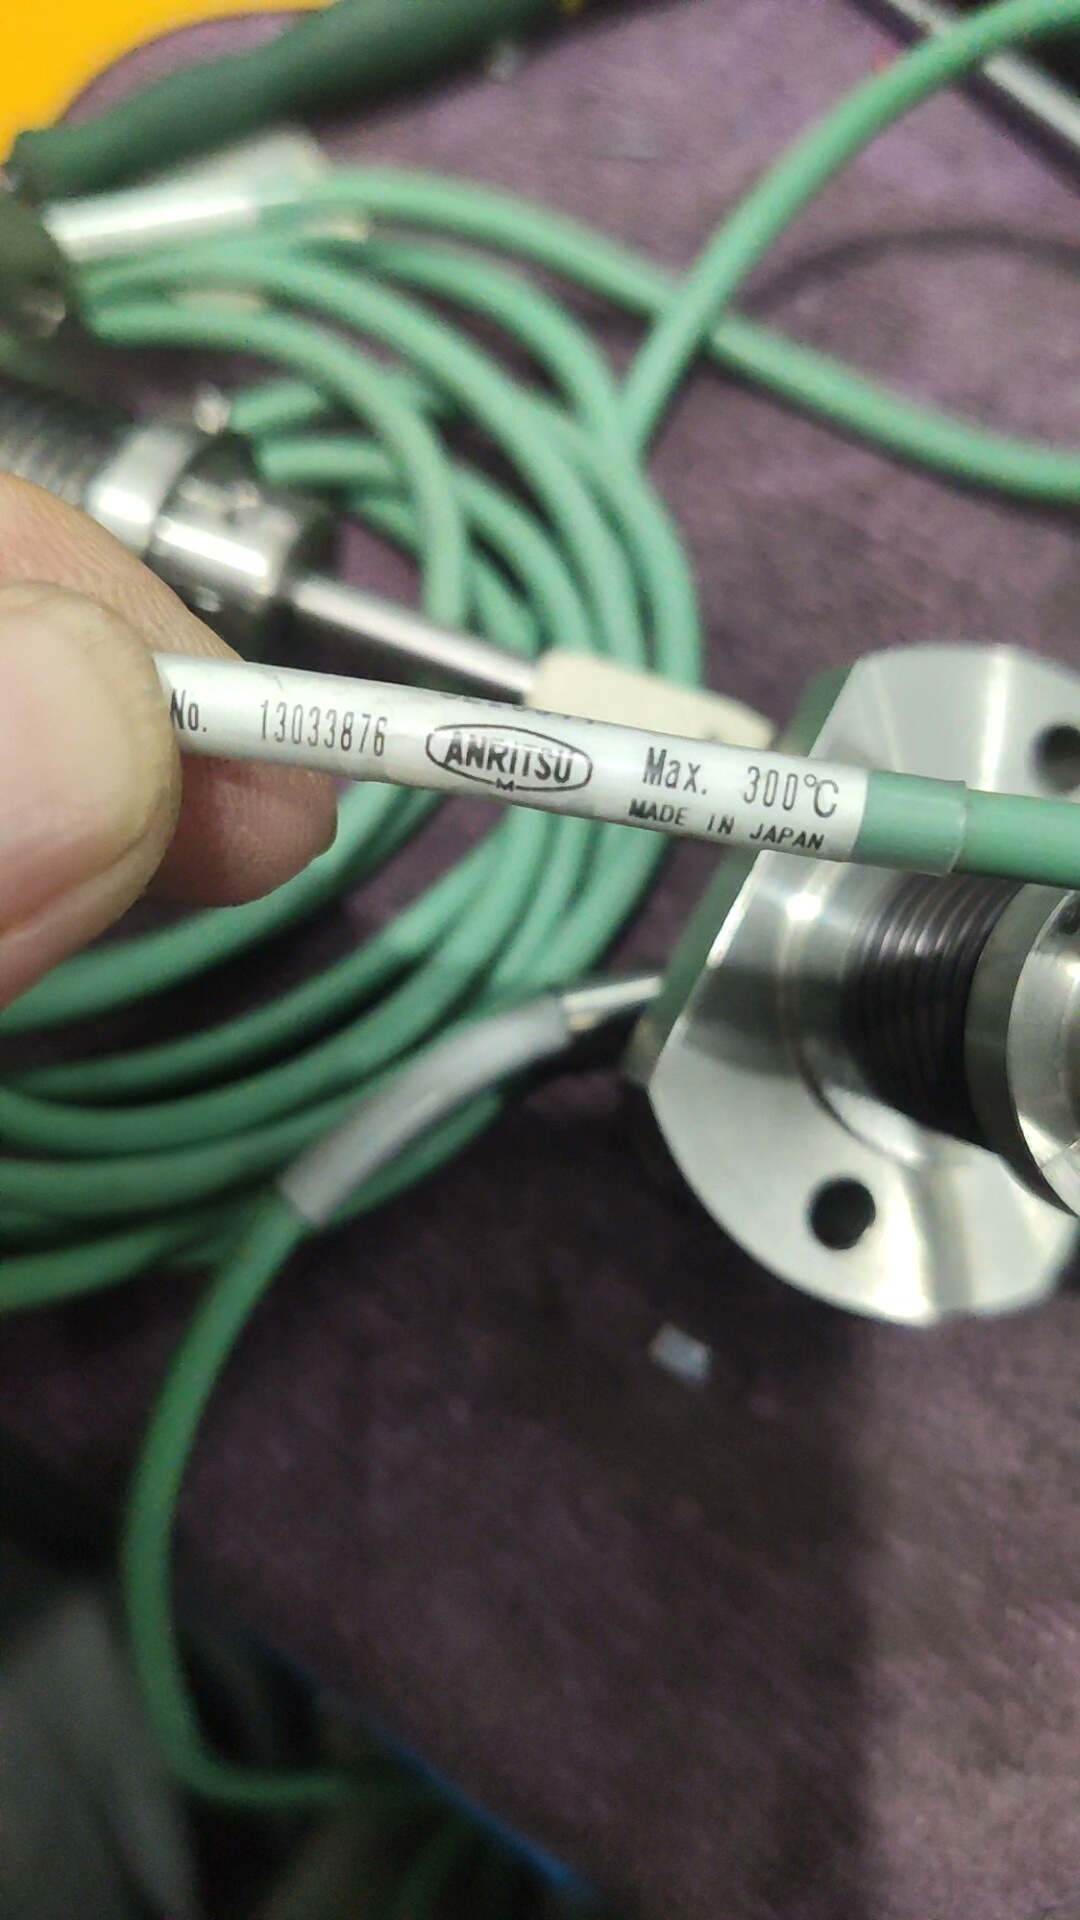 No. 13033876 ANRITSU Max. 300℃
M MADE IN JAPAN